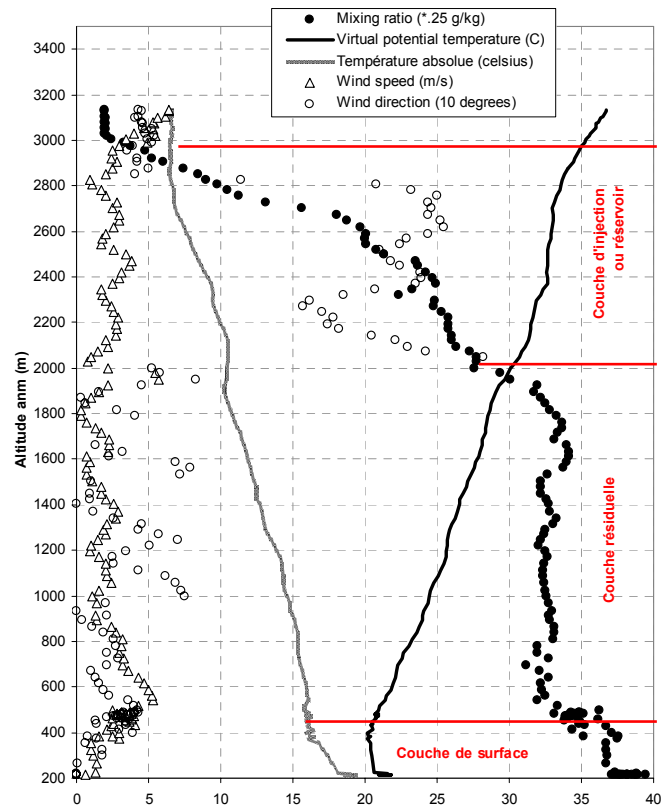 Mixing ratio (*.25 g/kg)
Virtual potential temperature (C)
Température absolue (celsius)
Wind speed (m/s)
Wind direction (10 degrees)
3400
3200
3000
2800
2600
2400
2200
2000
1800
1600
1400
1200
1000
800
600
400
200
Altitude anm (m)
Couche d'injection
ou réservoir
Couche résiduelle
Couche de surface
0
5
10
15
20
25
30
35
40